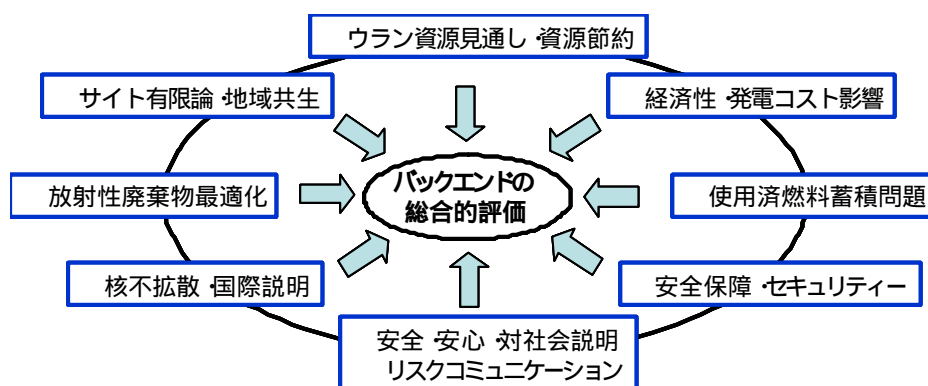 ウラン資源見通し・資源節約
サイト有限論・地域共生
経済性・発電コスト影響
放射性廃棄物最適化
バックエンドの
総合的評価
使用済燃料蓄積問題
核不拡散・国際説明
安全保障・セキュリティー
安全・安心・対社会説明
リスクコミュニケーション